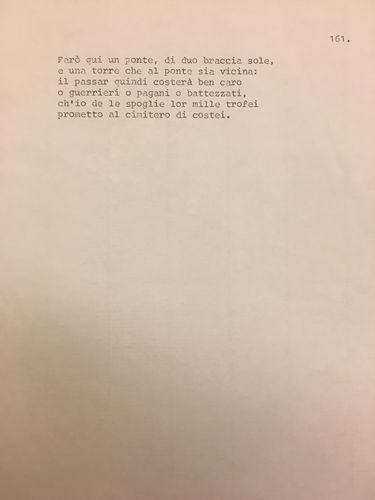 161.
Farò qui un ponte, di duo braccia sole,
e una torre che al ponte sia vicina:
il passar quindi costerà ben caro
o guerrieri o pagani o battezzati,
ch'io de le spoglie lor mille trofei
prometto al cimitero di costei.